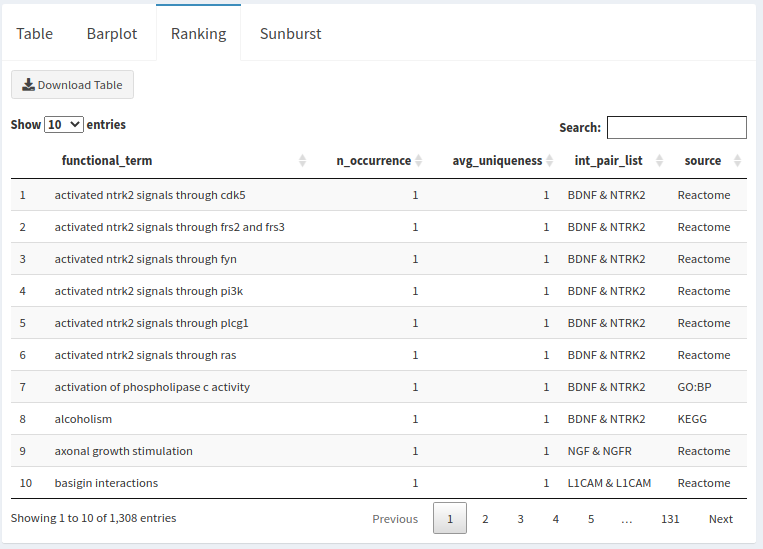 Table Barplot Ranking Sunburst
Download Table
Show 10 entries Search:
functional_term n_occurrence avg_uniqueness int_pair_list source
1 activated ntrk2 signals through cdk5 1 1 BDNF & NTRK2 Reactome
2 activated ntrk2 signals through frs2 and frs3 1 1 BDNF & NTRK2 Reactome
3 activated ntrk2 signals through fyn 1 1 BDNF & NTRK2 Reactome
4 activated ntrk2 signals through pi3k 1 1 BDNF & NTRK2 Reactome
5 activated ntrk2 signals through plcg1 1 1 BDNF & NTRK2 Reactome
6 activated ntrk2 signals through ras 1 1 BDNF & NTRK2 Reactome
7 activation of phospholipase c activity 1 1 BDNF & NTRK2 GO:BP
8 alcoholism 1 1 BDNF & NTRK2 KEGG
9 axonal growth stimulation 1 1 NGF & NGFR Reactome
10 basigin interactions 1 1 L1CAM & L1CAM Reactome
Showing 1 to 10 of 1,308 entries Previous 1 2 3 4 5 ... 131 Next